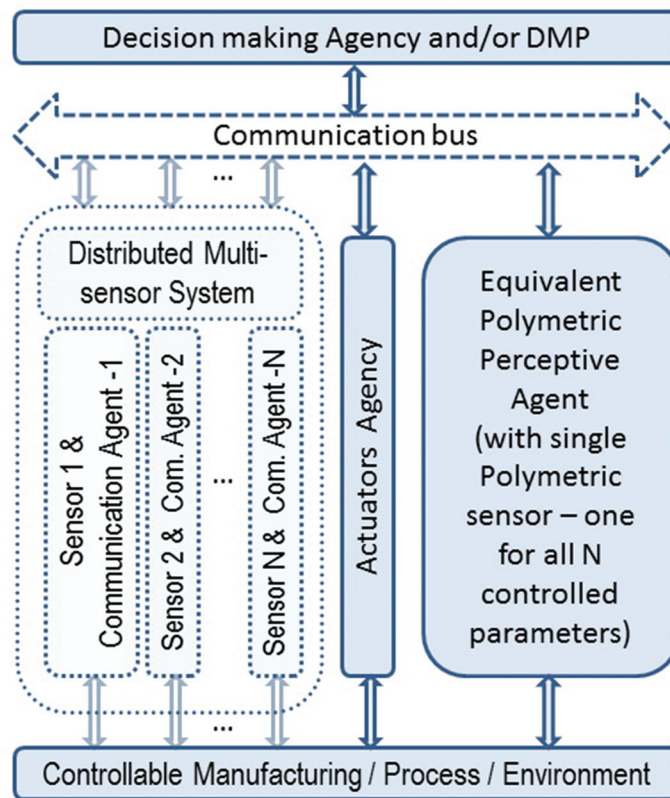 Decision making Agency and/or DMP
Communication bus
...
Distributed Multi-
sensor System
Sensor 1 &
Communication Agent -1
Sensor 2 & Com. Agent -2
...
Sensor N & Com. Agent -N
Actuators Agency
Equivalent
Polymetric
Perceptive
Agent
(with single
Polymetric
sensor – one
for all N
controlled
parameters)
...
Controllable Manufacturing / Process / Environment